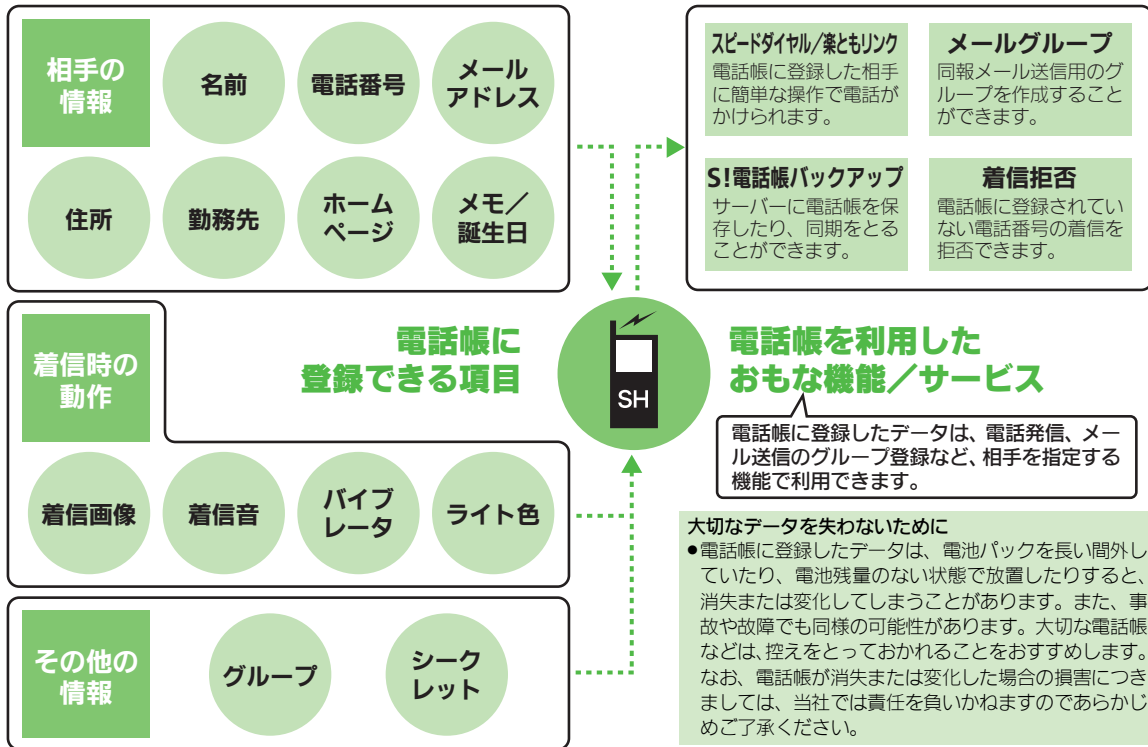 相手の
情報
名前
電話番号
メール
アドレス
住所
勤務先
ホーム
ページ
メモ／
誕生日
着信時の
動作
着信画像
着信音
バイブ
レータ
ライト色
その他の
情報
グループ
シーク
レット
電話帳に
登録できる項目
SH
スピードダイヤル/楽ともリンク
電話帳に登録した相手
に簡単な操作で電話が
かけられます。
メールグループ
同報メール送信用のグ
ループを作成すること
ができます。
S!電話帳バックアップ
サーバーに電話帳を保
存したり、同期をとる
ことができます。
着信拒否
電話帳に登録されてい
ない電話番号の着信を
拒否できます。
電話帳を利用した
おもな機能／サービス
電話帳に登録したデータは、電話発信、メー
ル送信のグループ登録など、相手を指定する
機能で利用できます。
大切なデータを失わないために
●電話帳に登録したデータは、電池パックを長い間外し
ていたり、電池残量のない状態で放置したりすると、
消失または変化してしまうことがあります。また、事
故や故障でも同様の可能性があります。大切な電話帳
などは、控えをとっておかれることをおすすめします。
なお、電話帳が消失または変化した場合の損害につき
ましては、当社では責任を負いかねますのであらかじ
めご了承ください。